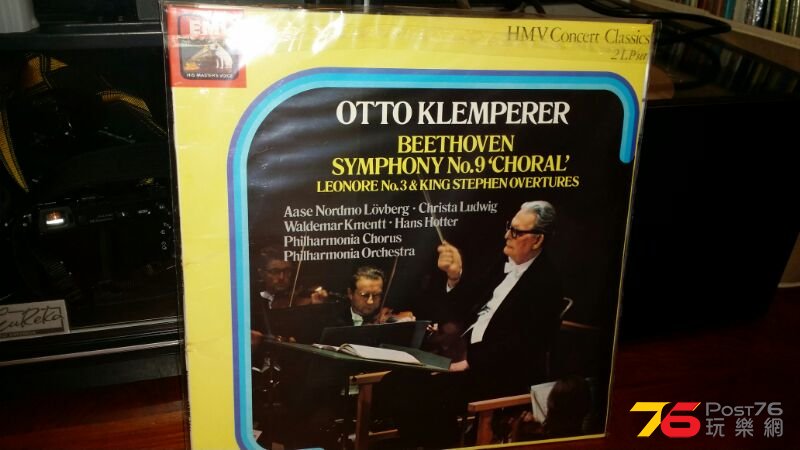 EMI
HIS MASTER'S VOICE
HMV Concert Classics
2 LP set
OTTO KLEMPERER
BEETHOVEN
SYMPHONY No.9 'CHORAL'
LEONORE No.3 & KING STEPHEN OVERTURES
Aase Nordmo Lövberg · Christa Ludwig
Waldemar Kmentt · Hans Hotter
Philharmonia Chorus
Philharmonia Orchestra
EuReka
76 POST76
玩樂網